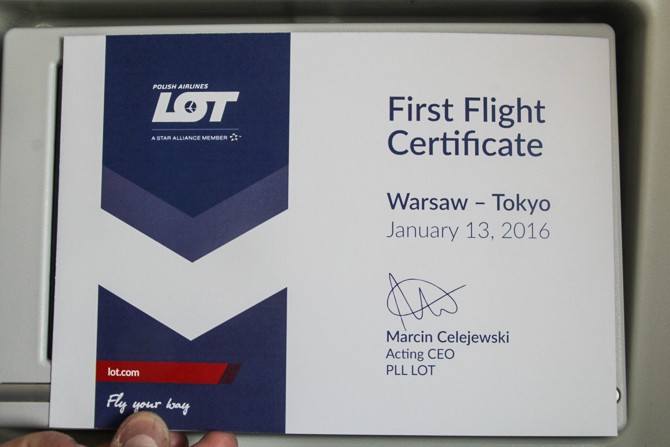 POLISH AIRLINES
LOT
A STAR ALLIANCE MEMBER
First Flight
Certificate
Warsaw – Tokyo
January 13, 2016
Marcin Celejewski
Acting CEO
PLL LOT
lot.com
Fly your way